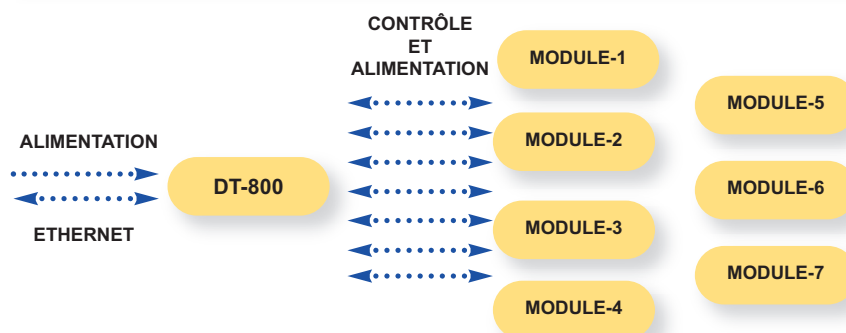 CONTRÔLE
ET
ALIMENTATION
MODULE-1
MODULE-5
ALIMENTATION
MODULE-2
DT-800
MODULE-6
ETHERNET
MODULE-3
MODULE-7
MODULE-4